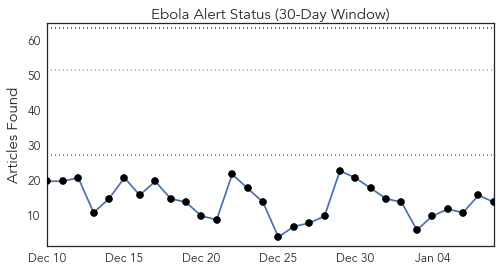 Ebola Alert Status (30-Day Window)
Articles Found
60
50
40
30
20
10
Dec 10 Dec 15 Dec 20 Dec 25 Dec 30 Jan 04